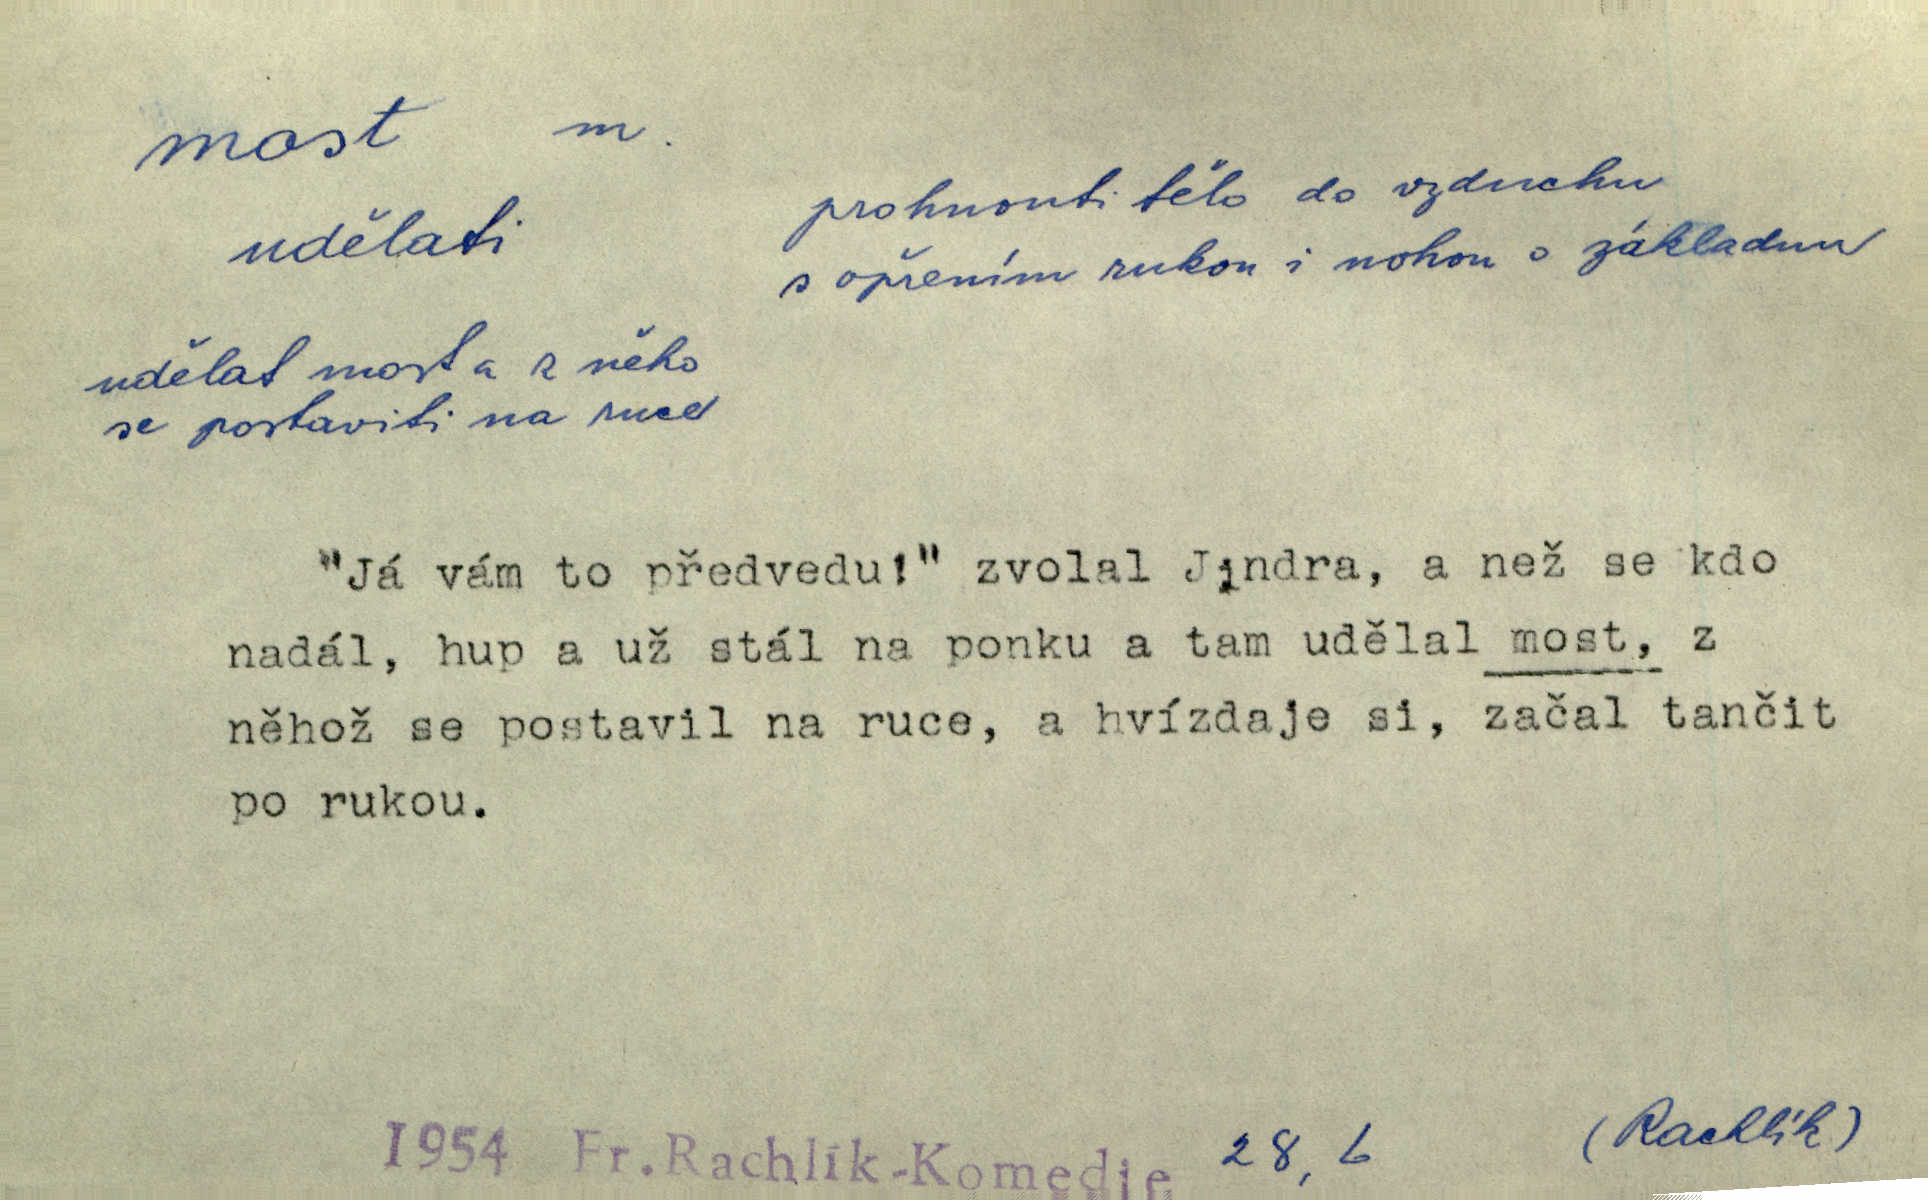 most m.
udělati
prohnouti tělo do vzduchu
s opřením rukou i nohou o základnu
udělat most a z něho
se postaviti na ruce
"Já vám to předvedu!" zvolal Jindra, a než se kdo
nadál, hup a už stál na ponku a tam udělal most, z
něhož se postavil na ruce, a hvízdaje si, začal tančit
po rukou.
1954 Fr.Rachlík-Komedie 28, b (Rachlík)